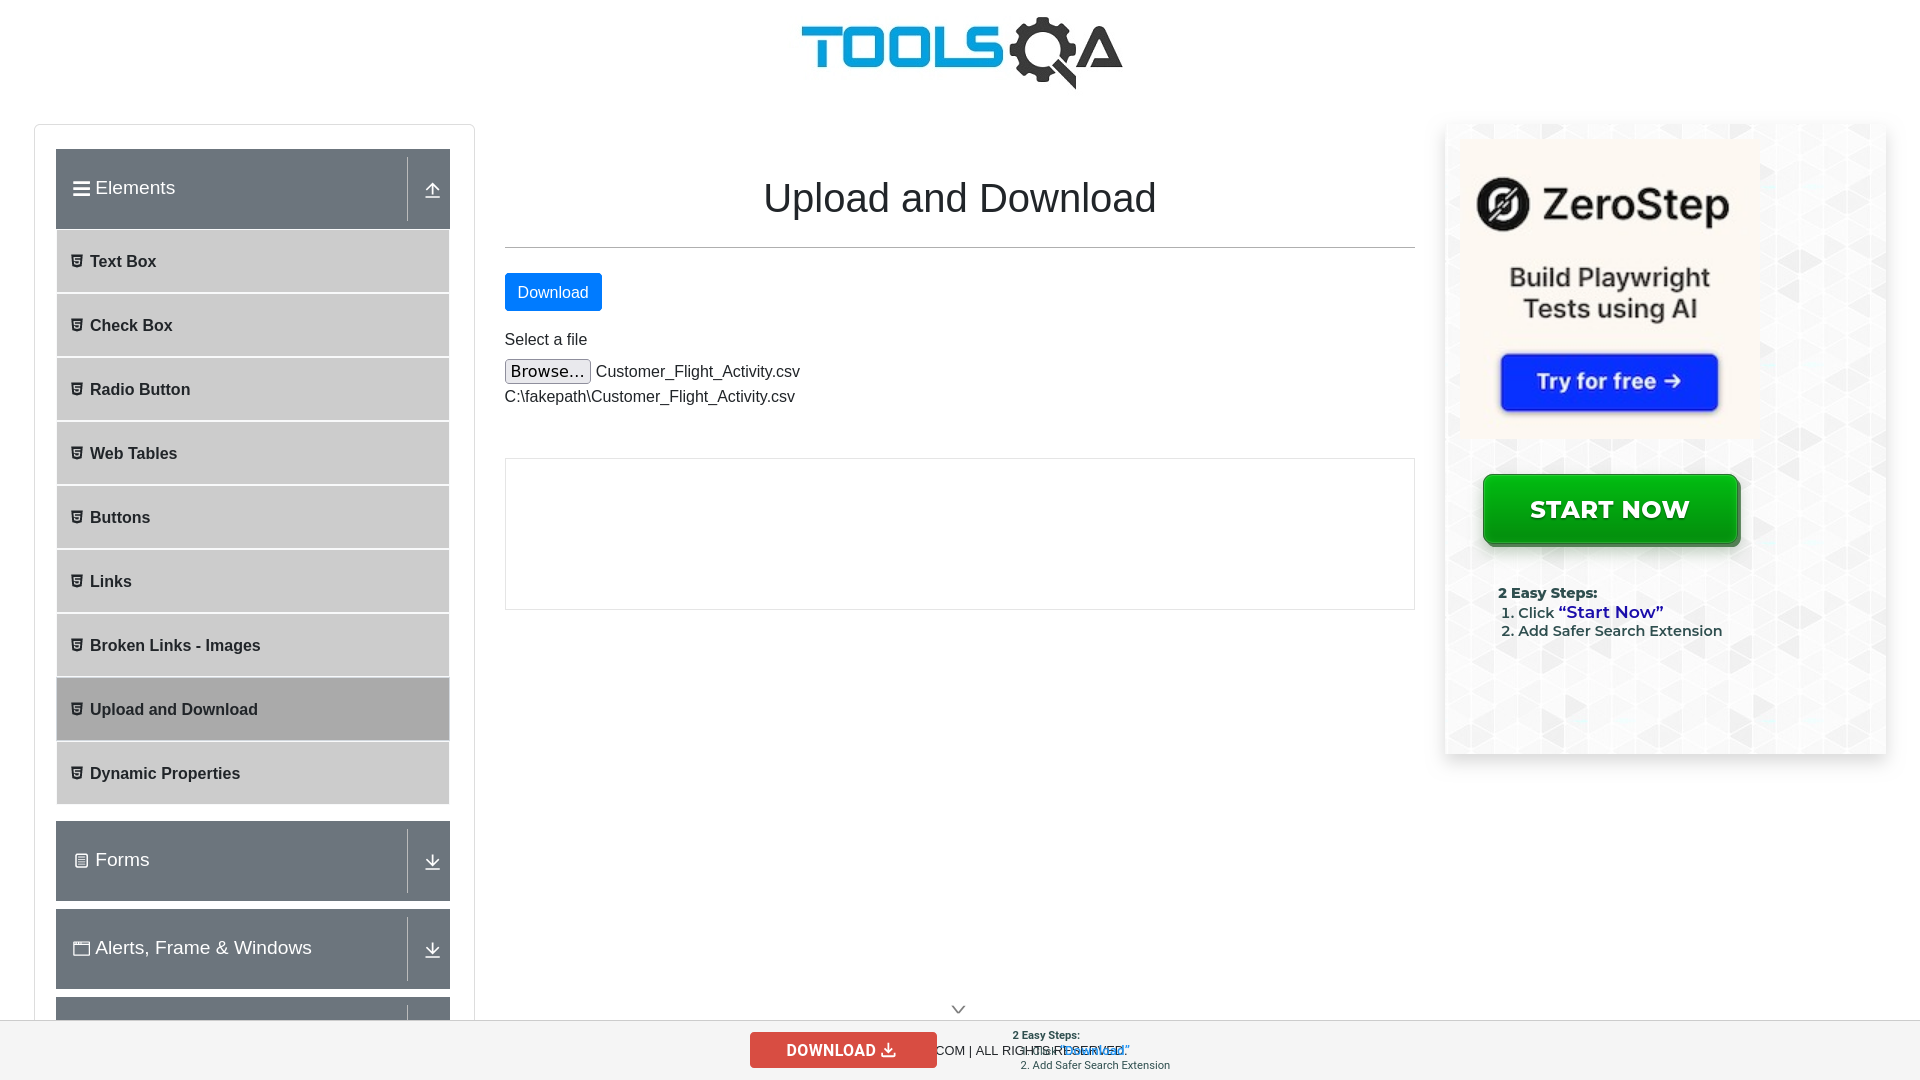 TOOLSQA
Elements
Text Box
Check Box
Radio Button
Web Tables
Buttons
Links
Broken Links - Images
Upload and Download
Dynamic Properties
Forms
Alerts, Frame & Windows
Upload and Download
Download
Select a file
Browse... Customer_Flight_Activity.csv
C:\fakepath\Customer_Flight_Activity.csv
ZeroStep
Build Playwright
Tests using AI
Try for free →
START NOW
2 Easy Steps:
1. Click “Start Now”
2. Add Safer Search Extension
DOWNLOAD
COM | ALL RIGHTS RESERVED.
2 Easy Steps:
1. Click “Download”
2. Add Safer Search Extension